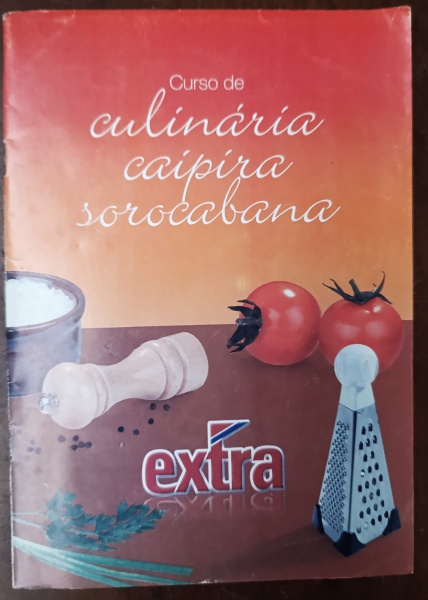 Curso de
culinária
caipira
sorocabana
extra